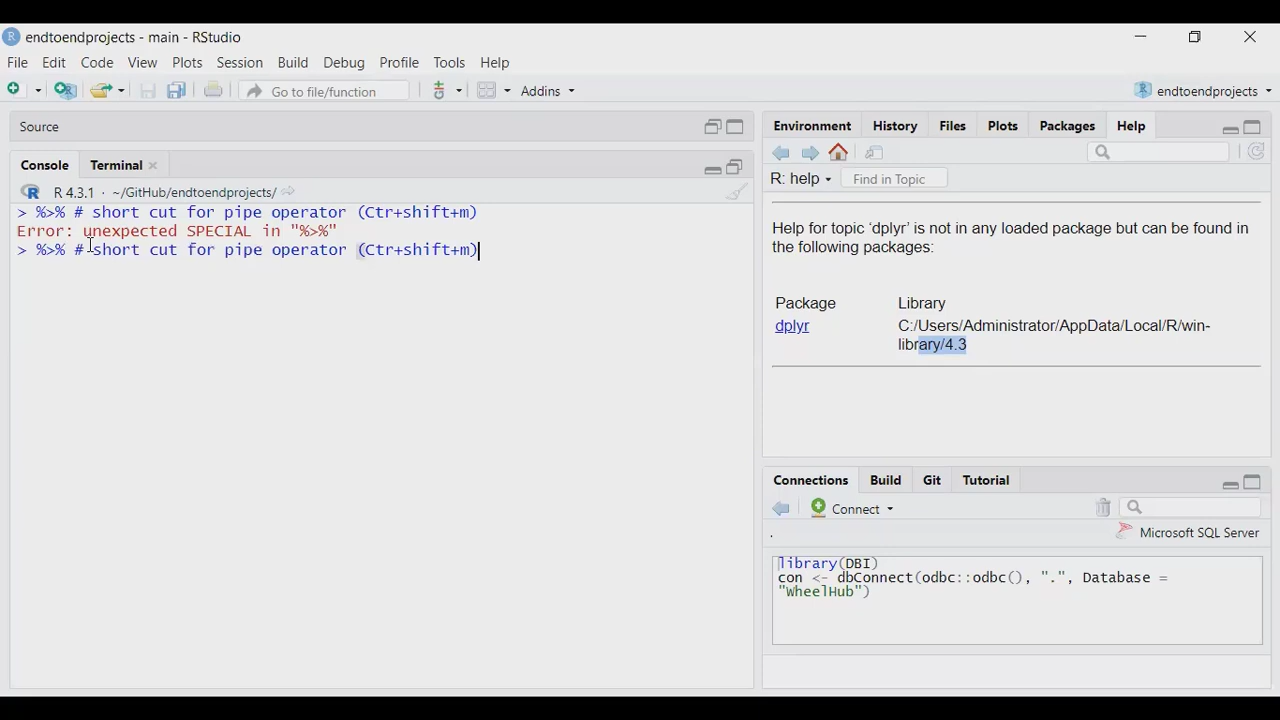 endtoendprojects - main - RStudio
File Edit Code View Plots Session Build Debug Profile Tools Help
Go to file/function Addins endtoendprojects
Source
Console Terminal
R 4.3.1 · ~/GitHub/endtoendprojects/
> %>% # short cut for pipe operator (Ctr+shift+m)
Error: unexpected SPECIAL in "%>%"
> %>% # short cut for pipe operator (Ctr+shift+m)
Environment History Files Plots Packages Help
R: help Find in Topic
Help for topic ‘dplyr’ is not in any loaded package but can be found in
the following packages:
Package Library
dplyr C:/Users/Administrator/AppData/Local/R/win-
library/4.3
Connections Build Git Tutorial
Connect
. Microsoft SQL Server
library(DBI)
con <- dbConnect(odbc::odbc(), ".", Database =
"WheelHub")